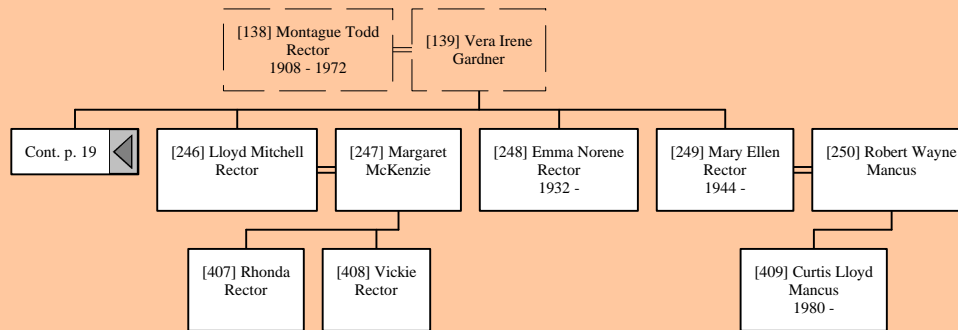 [138] Montague Todd
Rector
1908 - 1972
[139] Vera Irene
Gardner
Cont. p. 19
[246] Lloyd Mitchell
Rector
[247] Margaret
McKenzie
[248] Emma Norene
Rector
1932 -
[249] Mary Ellen
Rector
1944 -
[250] Robert Wayne
Mancus
[407] Rhonda
Rector
[408] Vickie
Rector
[409] Curtis Lloyd
Mancus
1980 -